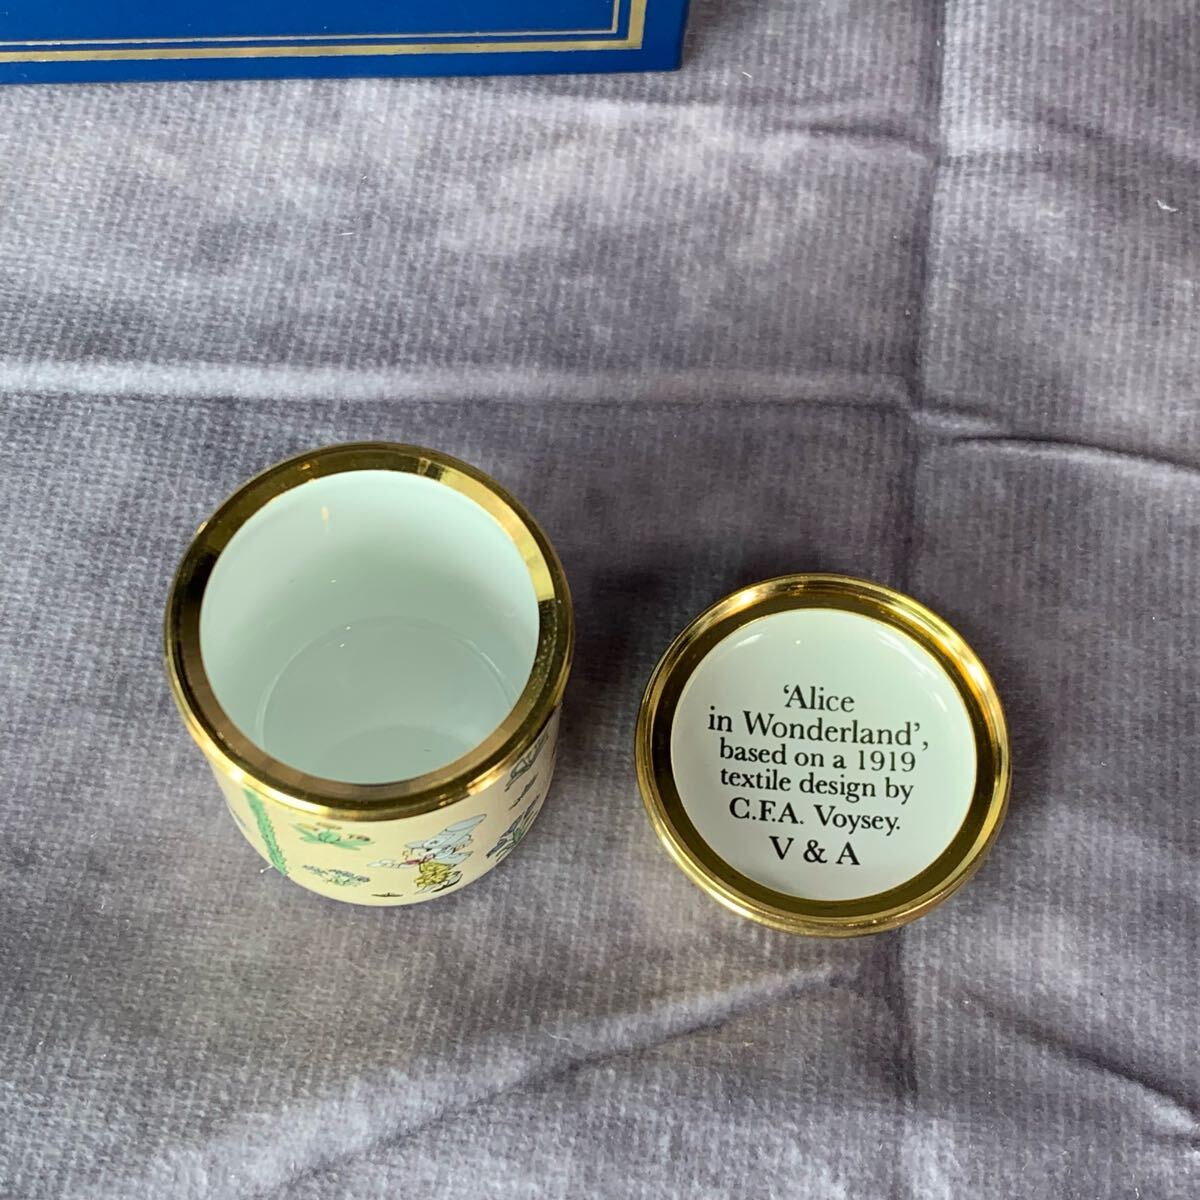 ‘Alice
in Wonderland’,
based on a 1919
textile design by
C.F.A. Voysey.
V & A